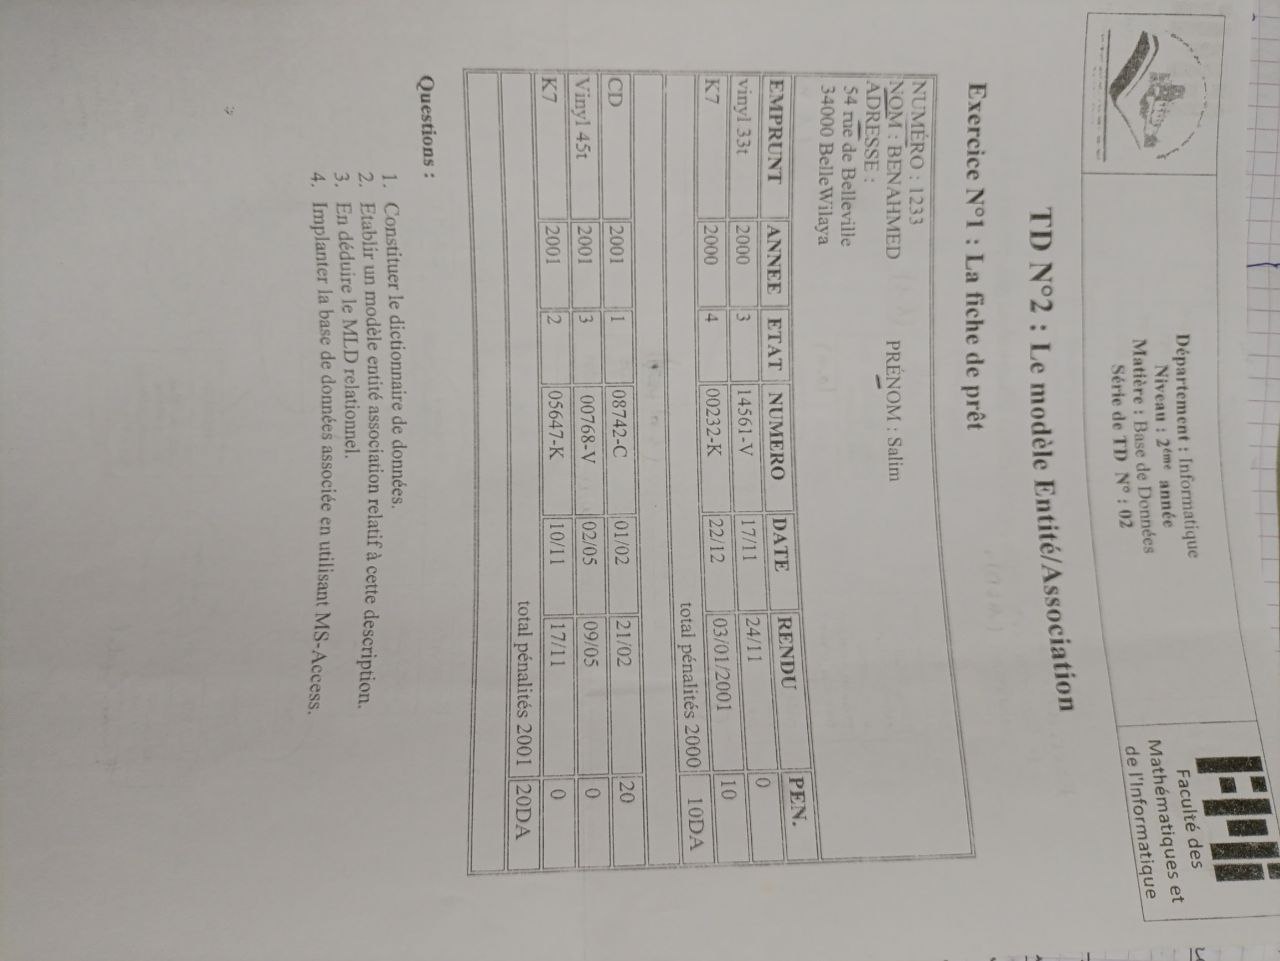 Département : Informatique
Niveau : 2ème année
Matière : Base de Données
Série de TD N° : 02
Faculté des
Mathématiques et
de l'Informatique
TD N°2 : Le modèle Entité/Association
Exercice N°1 : La fiche de prêt
NUMÉRO : 1233
NOM : BENAHMED PRÉNOM : Salim
ADRESSE :
54 rue de Belleville
34000 BelleWilaya
EMPRUNT ANNEE ETAT NUMERO DATE RENDU PEN.
vinyl 33t 2000 3 14561-V 17/11 24/11 0
K7 2000 4 00232-K 22/12 03/01/2001 10
total pénalités 2000 10DA
CD 2001 1 08742-C 01/02 21/02 20
Vinyl 45t 2001 3 00768-V 02/05 09/05 0
K7 2001 2 05647-K 10/11 17/11 0
total pénalités 2001 20DA
Questions :
1. Constituer le dictionnaire de données.
2. Etablir un modèle entité association relatif à cette description.
3. En déduire le MLD relationnel.
4. Implanter la base de données associée en utilisant MS-Access.